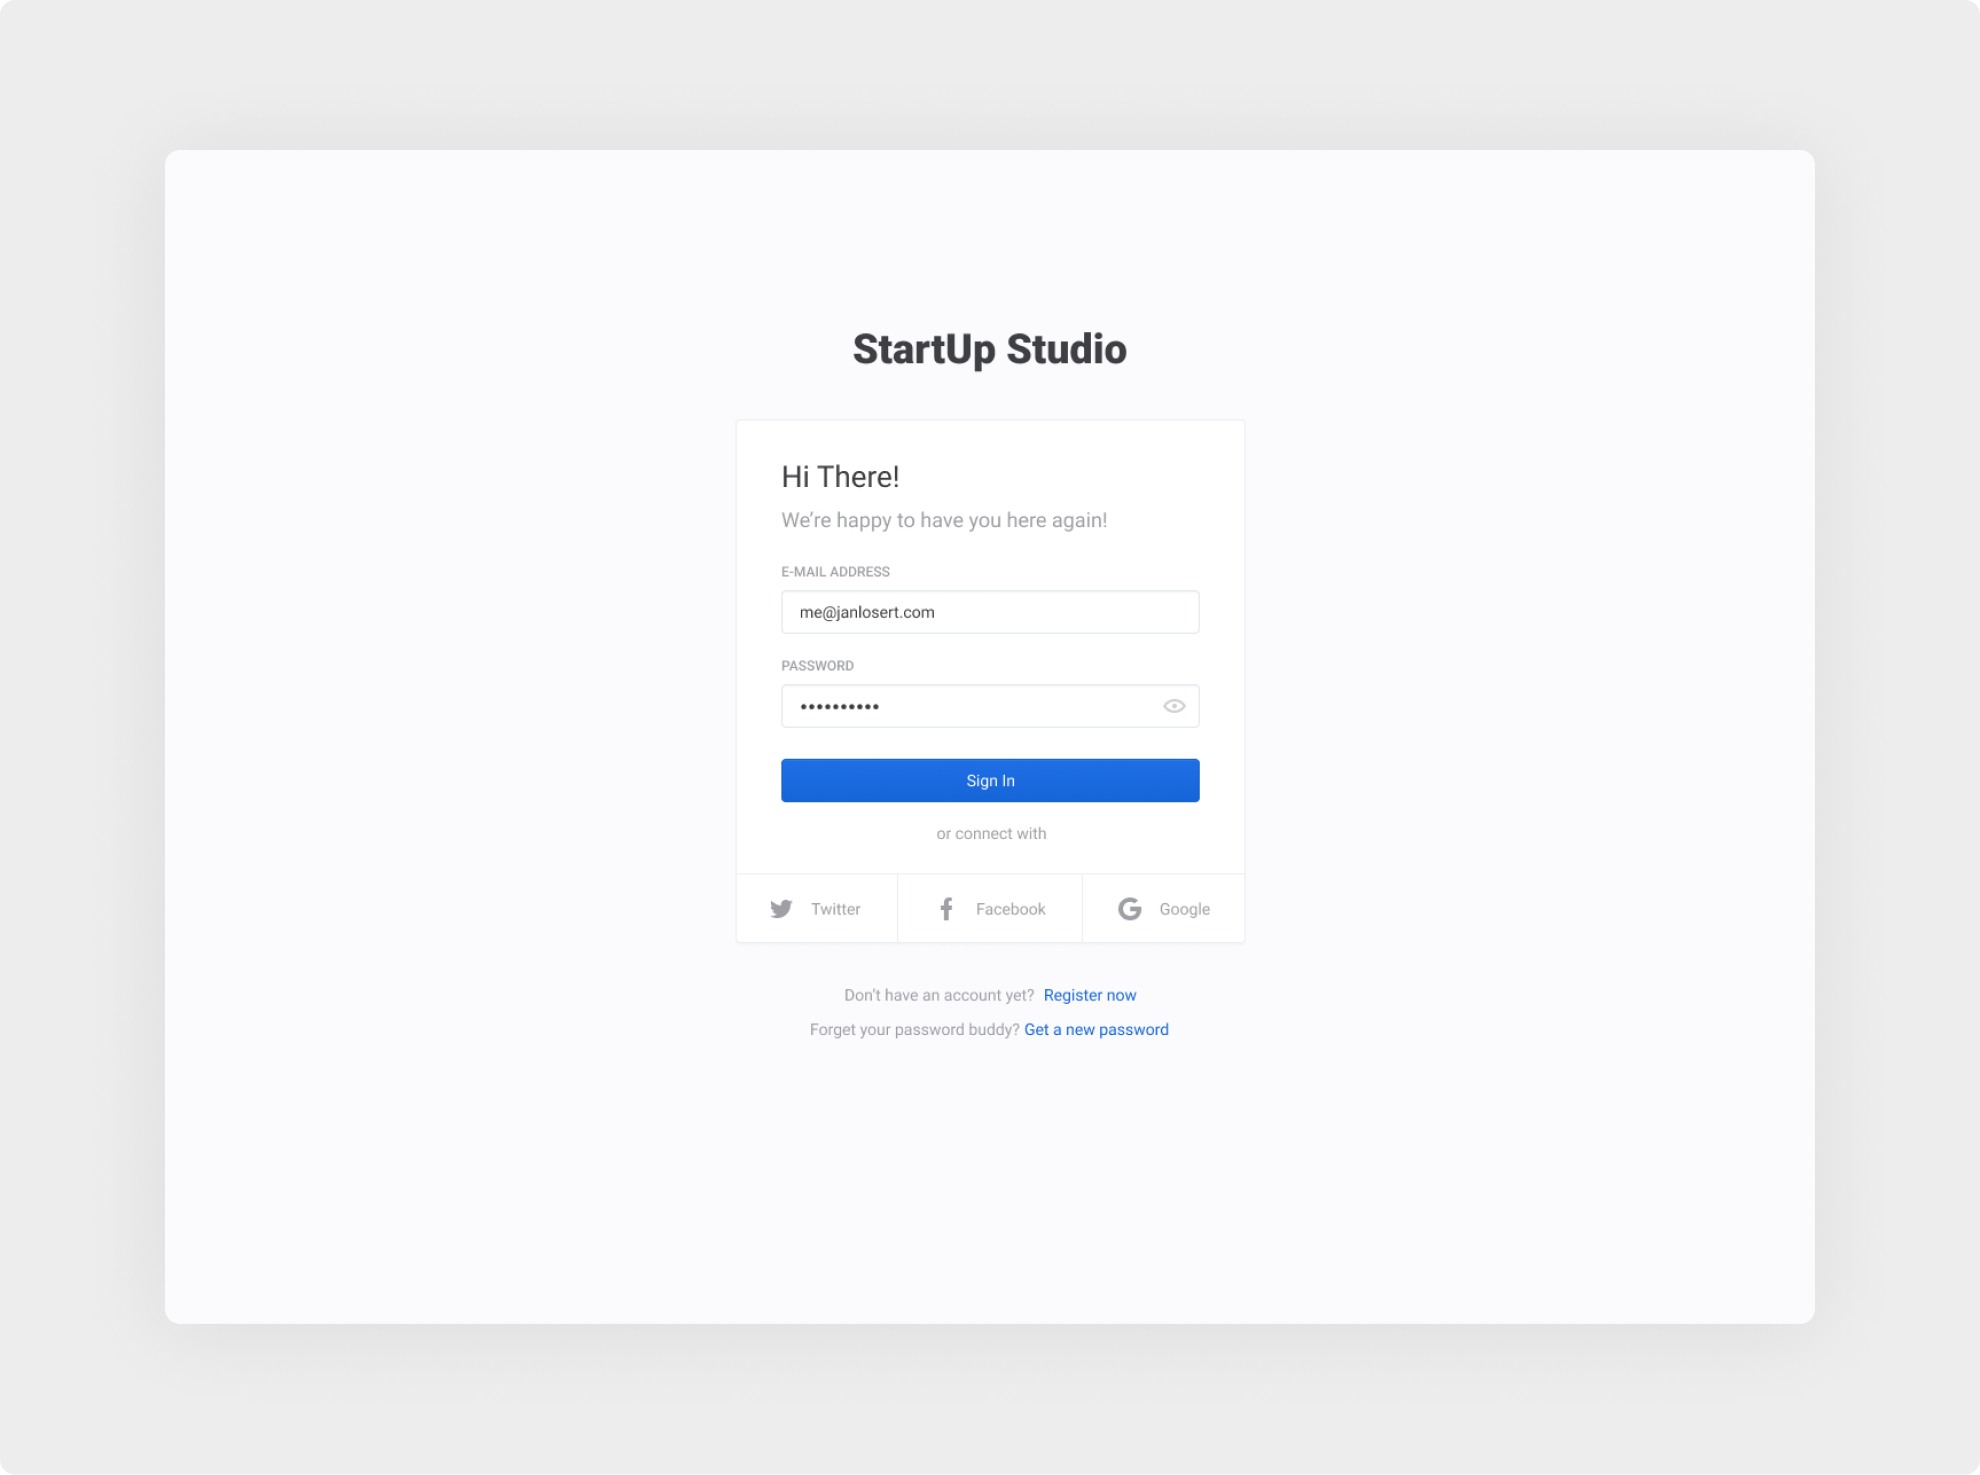 StartUp Studio
Hi There!
We’re happy to have you here again!
E-MAIL ADDRESS
me@janlosert.com
PASSWORD
••••••••••
Sign In
or connect with
Twitter
Facebook
Google
Don’t have an account yet? Register now
Forget your password buddy? Get a new password